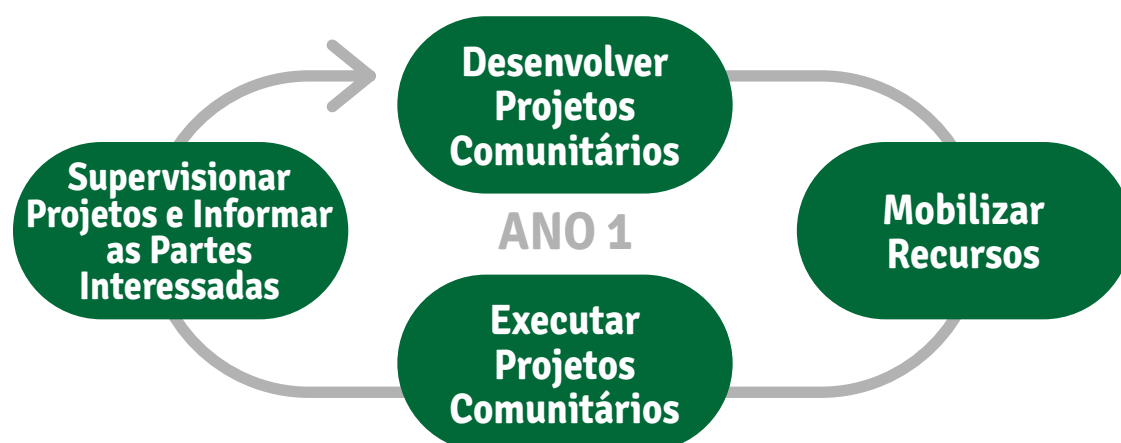 Desenvolver
Projetos
Comunitários
Mobilizar
Recursos
Executar
Projetos
Comunitários
Supervisionar
Projetos e Informar
as Partes
Interessadas
ANO 1